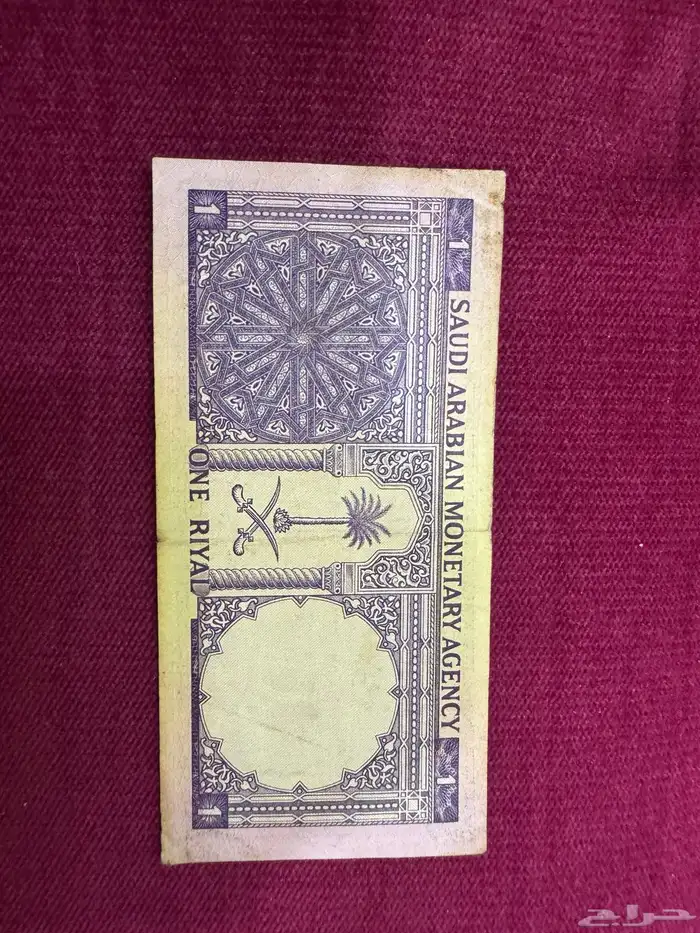 1 SAUDI ARABIAN MONETARY AGENCY 1
1 ONE RIYAL 1
حراج